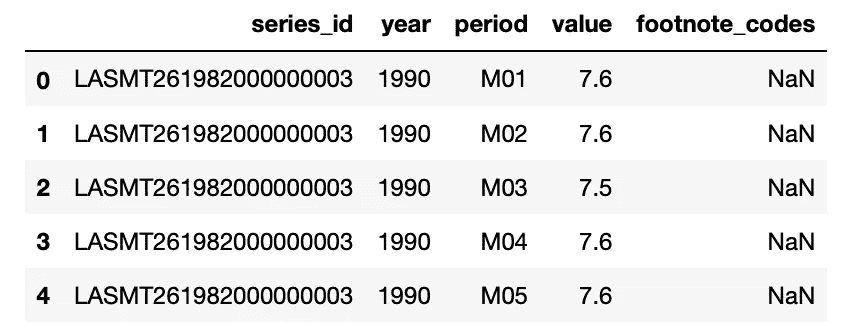 series_id year period value footnote_codes
0 LASMT261982000000003 1990 M01 7.6 NaN
1 LASMT261982000000003 1990 M02 7.6 NaN
2 LASMT261982000000003 1990 M03 7.5 NaN
3 LASMT261982000000003 1990 M04 7.6 NaN
4 LASMT261982000000003 1990 M05 7.6 NaN